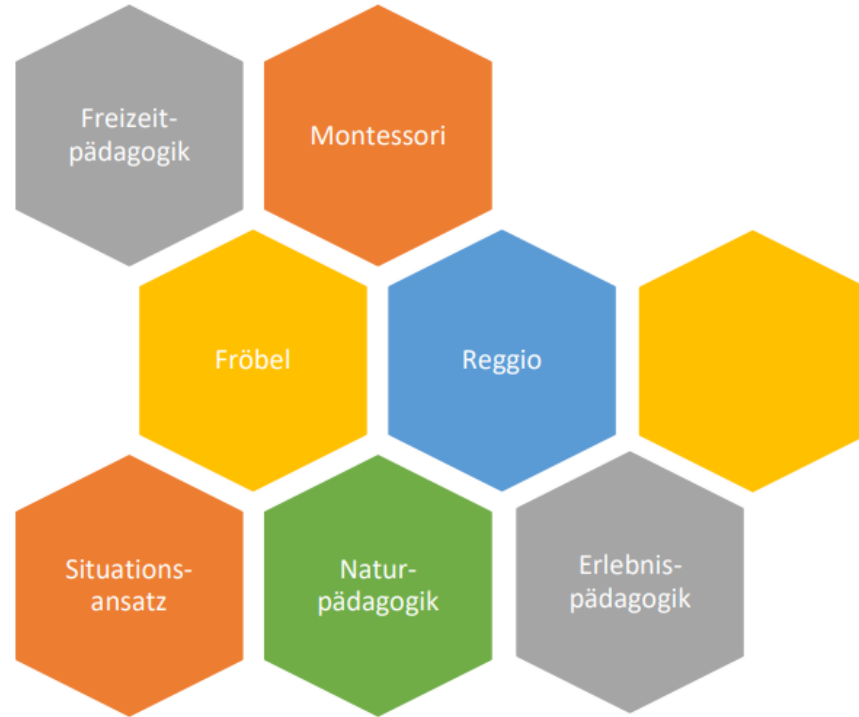 Freizeit-
pädagogik
Montessori
Fröbel
Reggio
Situations-
ansatz
Natur-
pädagogik
Erlebnis-
pädagogik